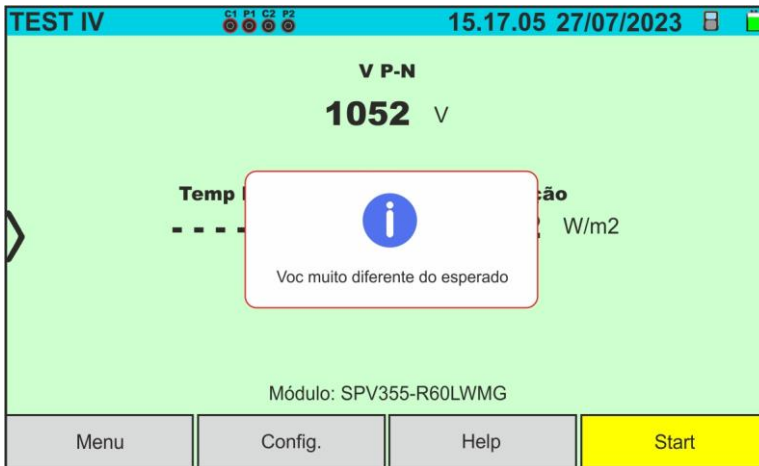 TEST IV C1 P1 C2 P2 15.17.05 27/07/2023
V P-N
1052 V
Temp ção
- - - - W/m2
Voc muito diferente do esperado
Módulo: SPV355-R60LWMG
Menu Config. Help Start